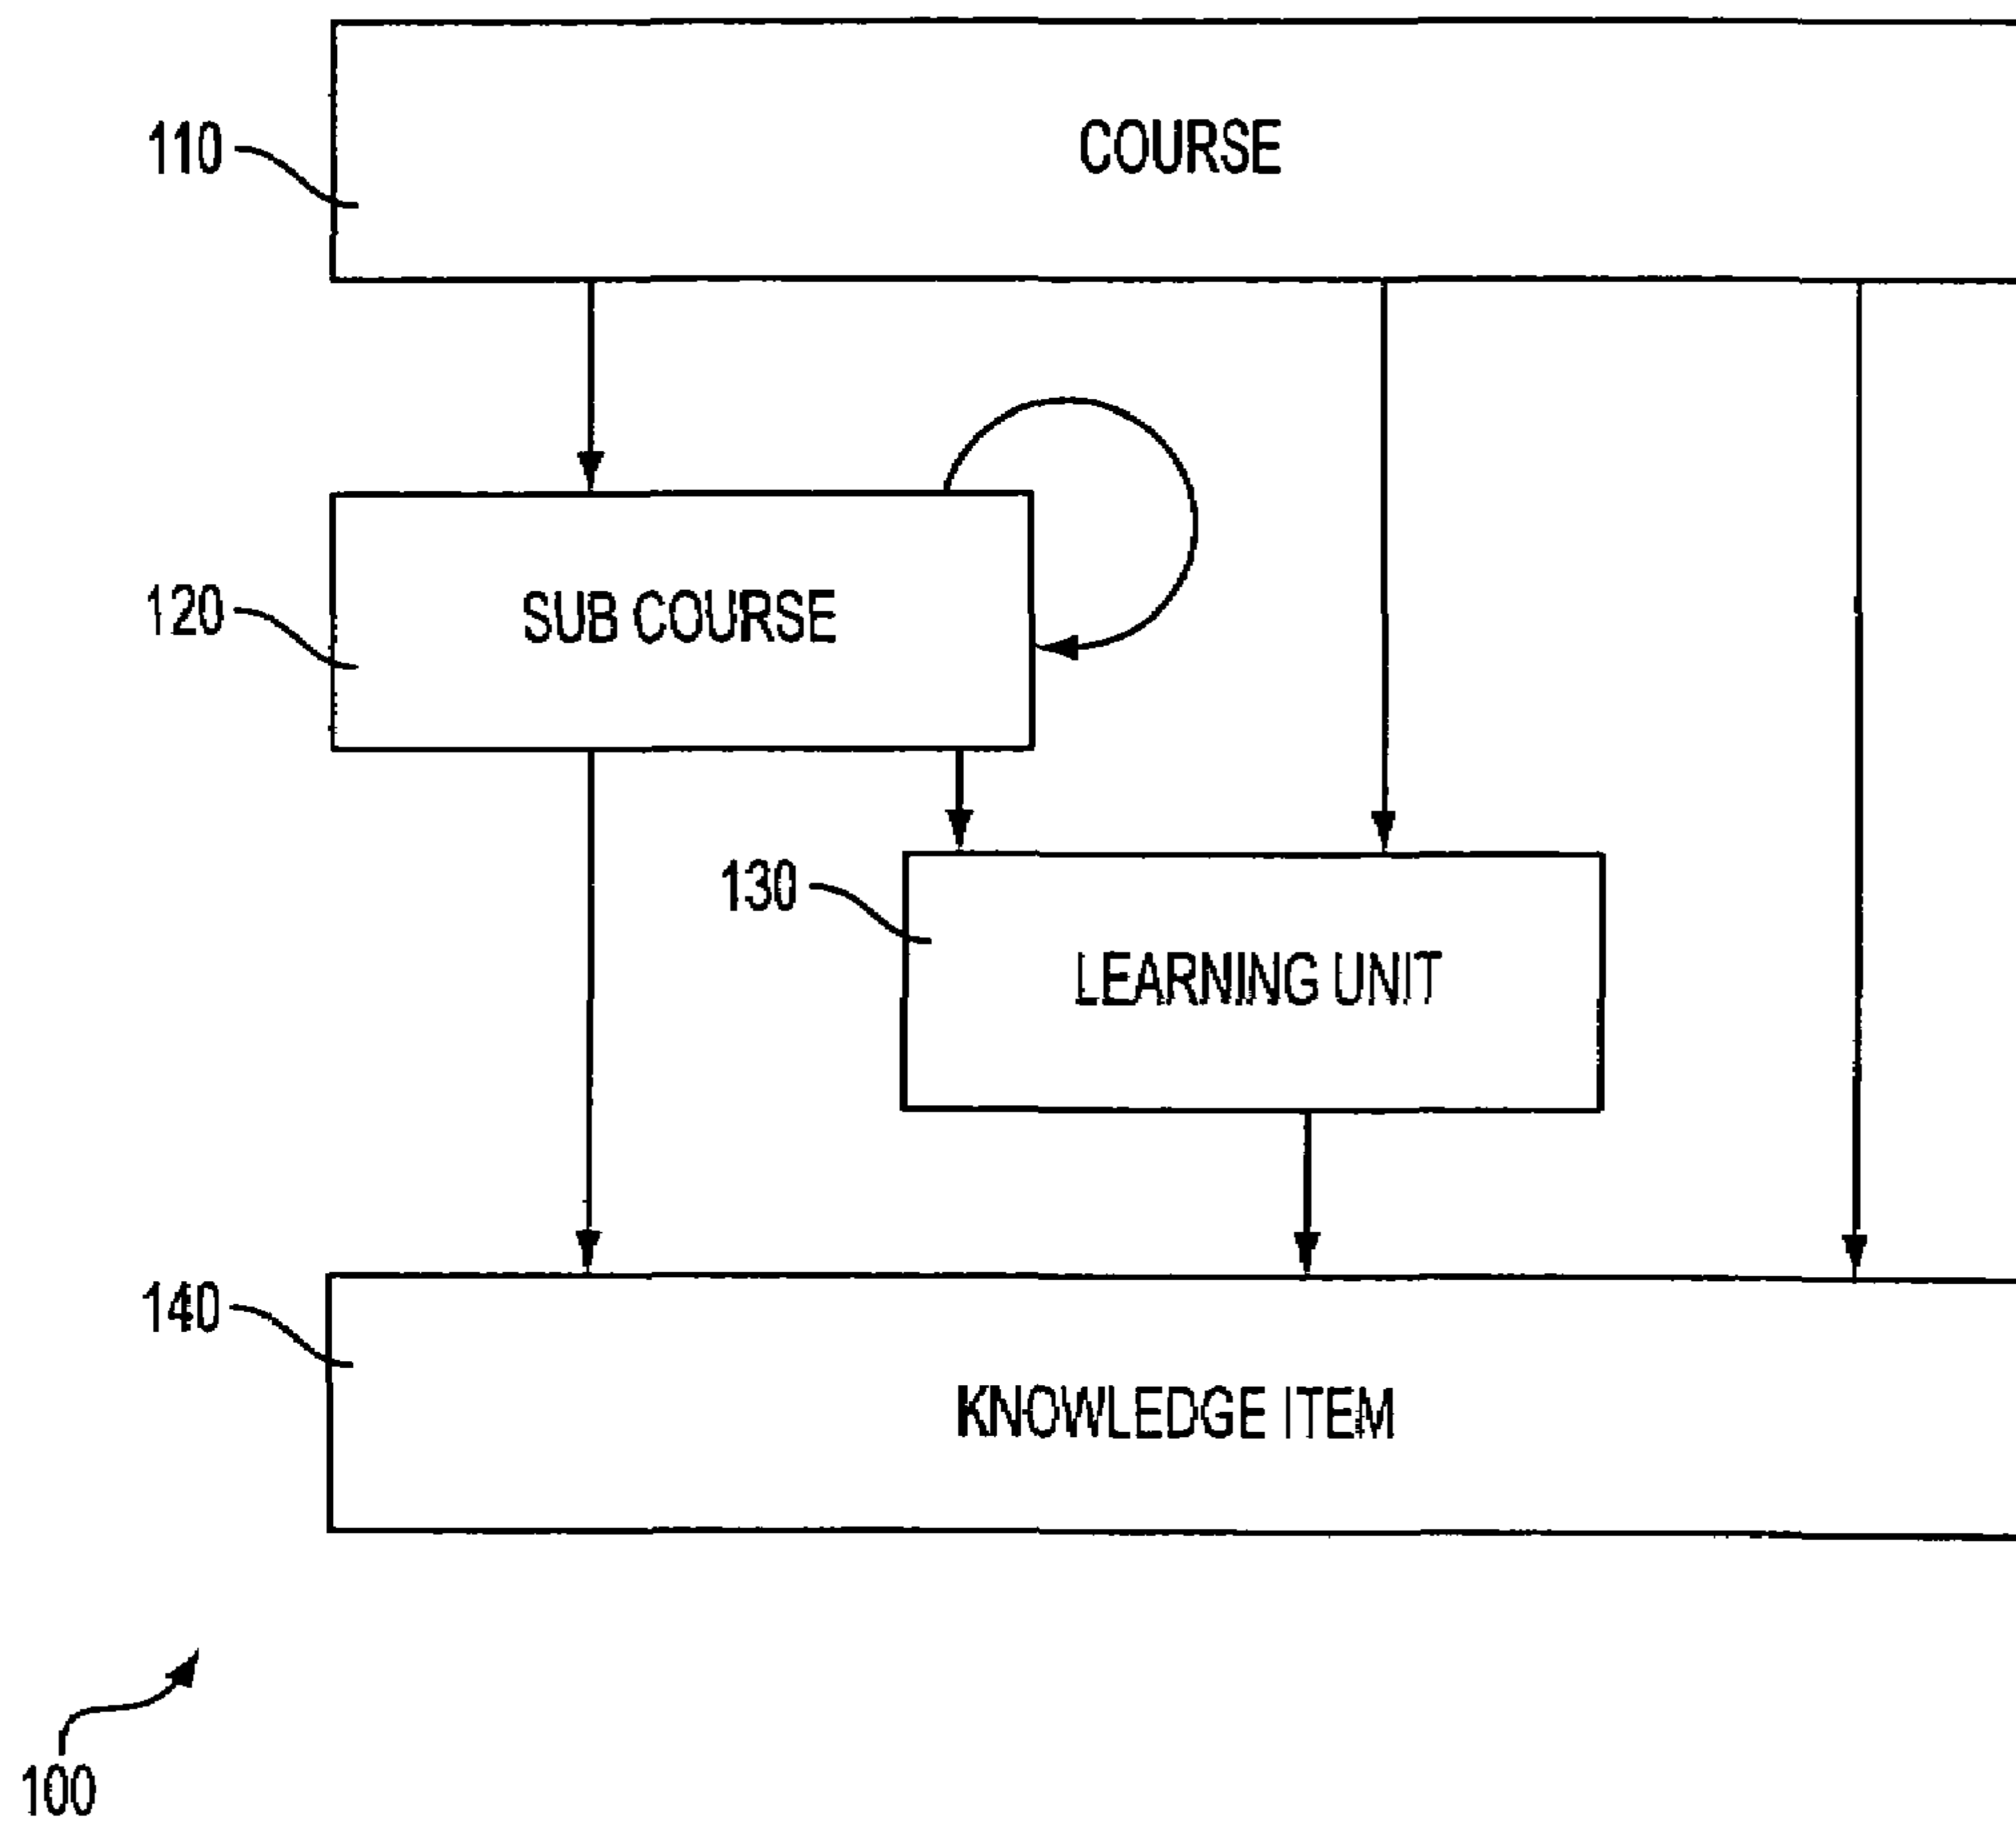 COURSE
110
SUB COURSE
120
130
LEARNING UNIT
140
KNOWLEDGE ITEM
100